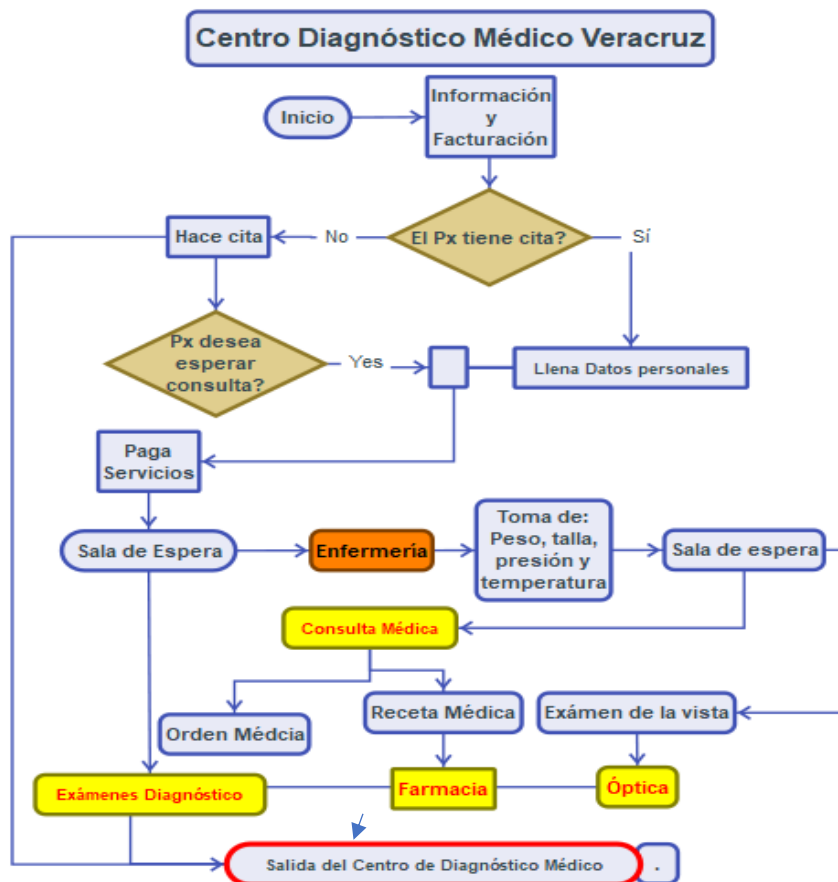 Centro Diagnóstico Médico Veracruz
Información
y
Facturación
Inicio
El Px tiene cita?
No
Sí
Hace cita
Px desea
esperar
consulta?
Yes
Llena Datos personales
Paga
Servicios
Sala de Espera
Enfermería
Toma de:
Peso, talla,
presión y
temperatura
Sala de espera
Consulta Médica
Orden Médcia
Receta Médica
Exámen de la vista
Exámenes Diagnóstico
Farmacia
Óptica
Salida del Centro de Diagnóstico Médico
.